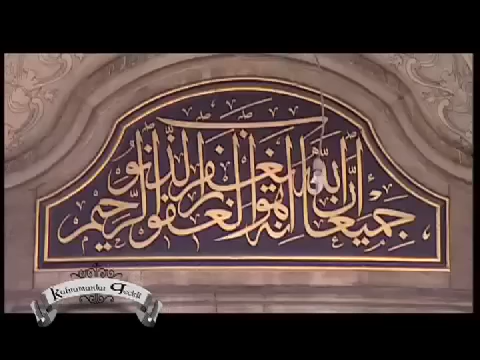 إن الله يغفر الذنوب جميعا إنه هو الغفور الرحيم